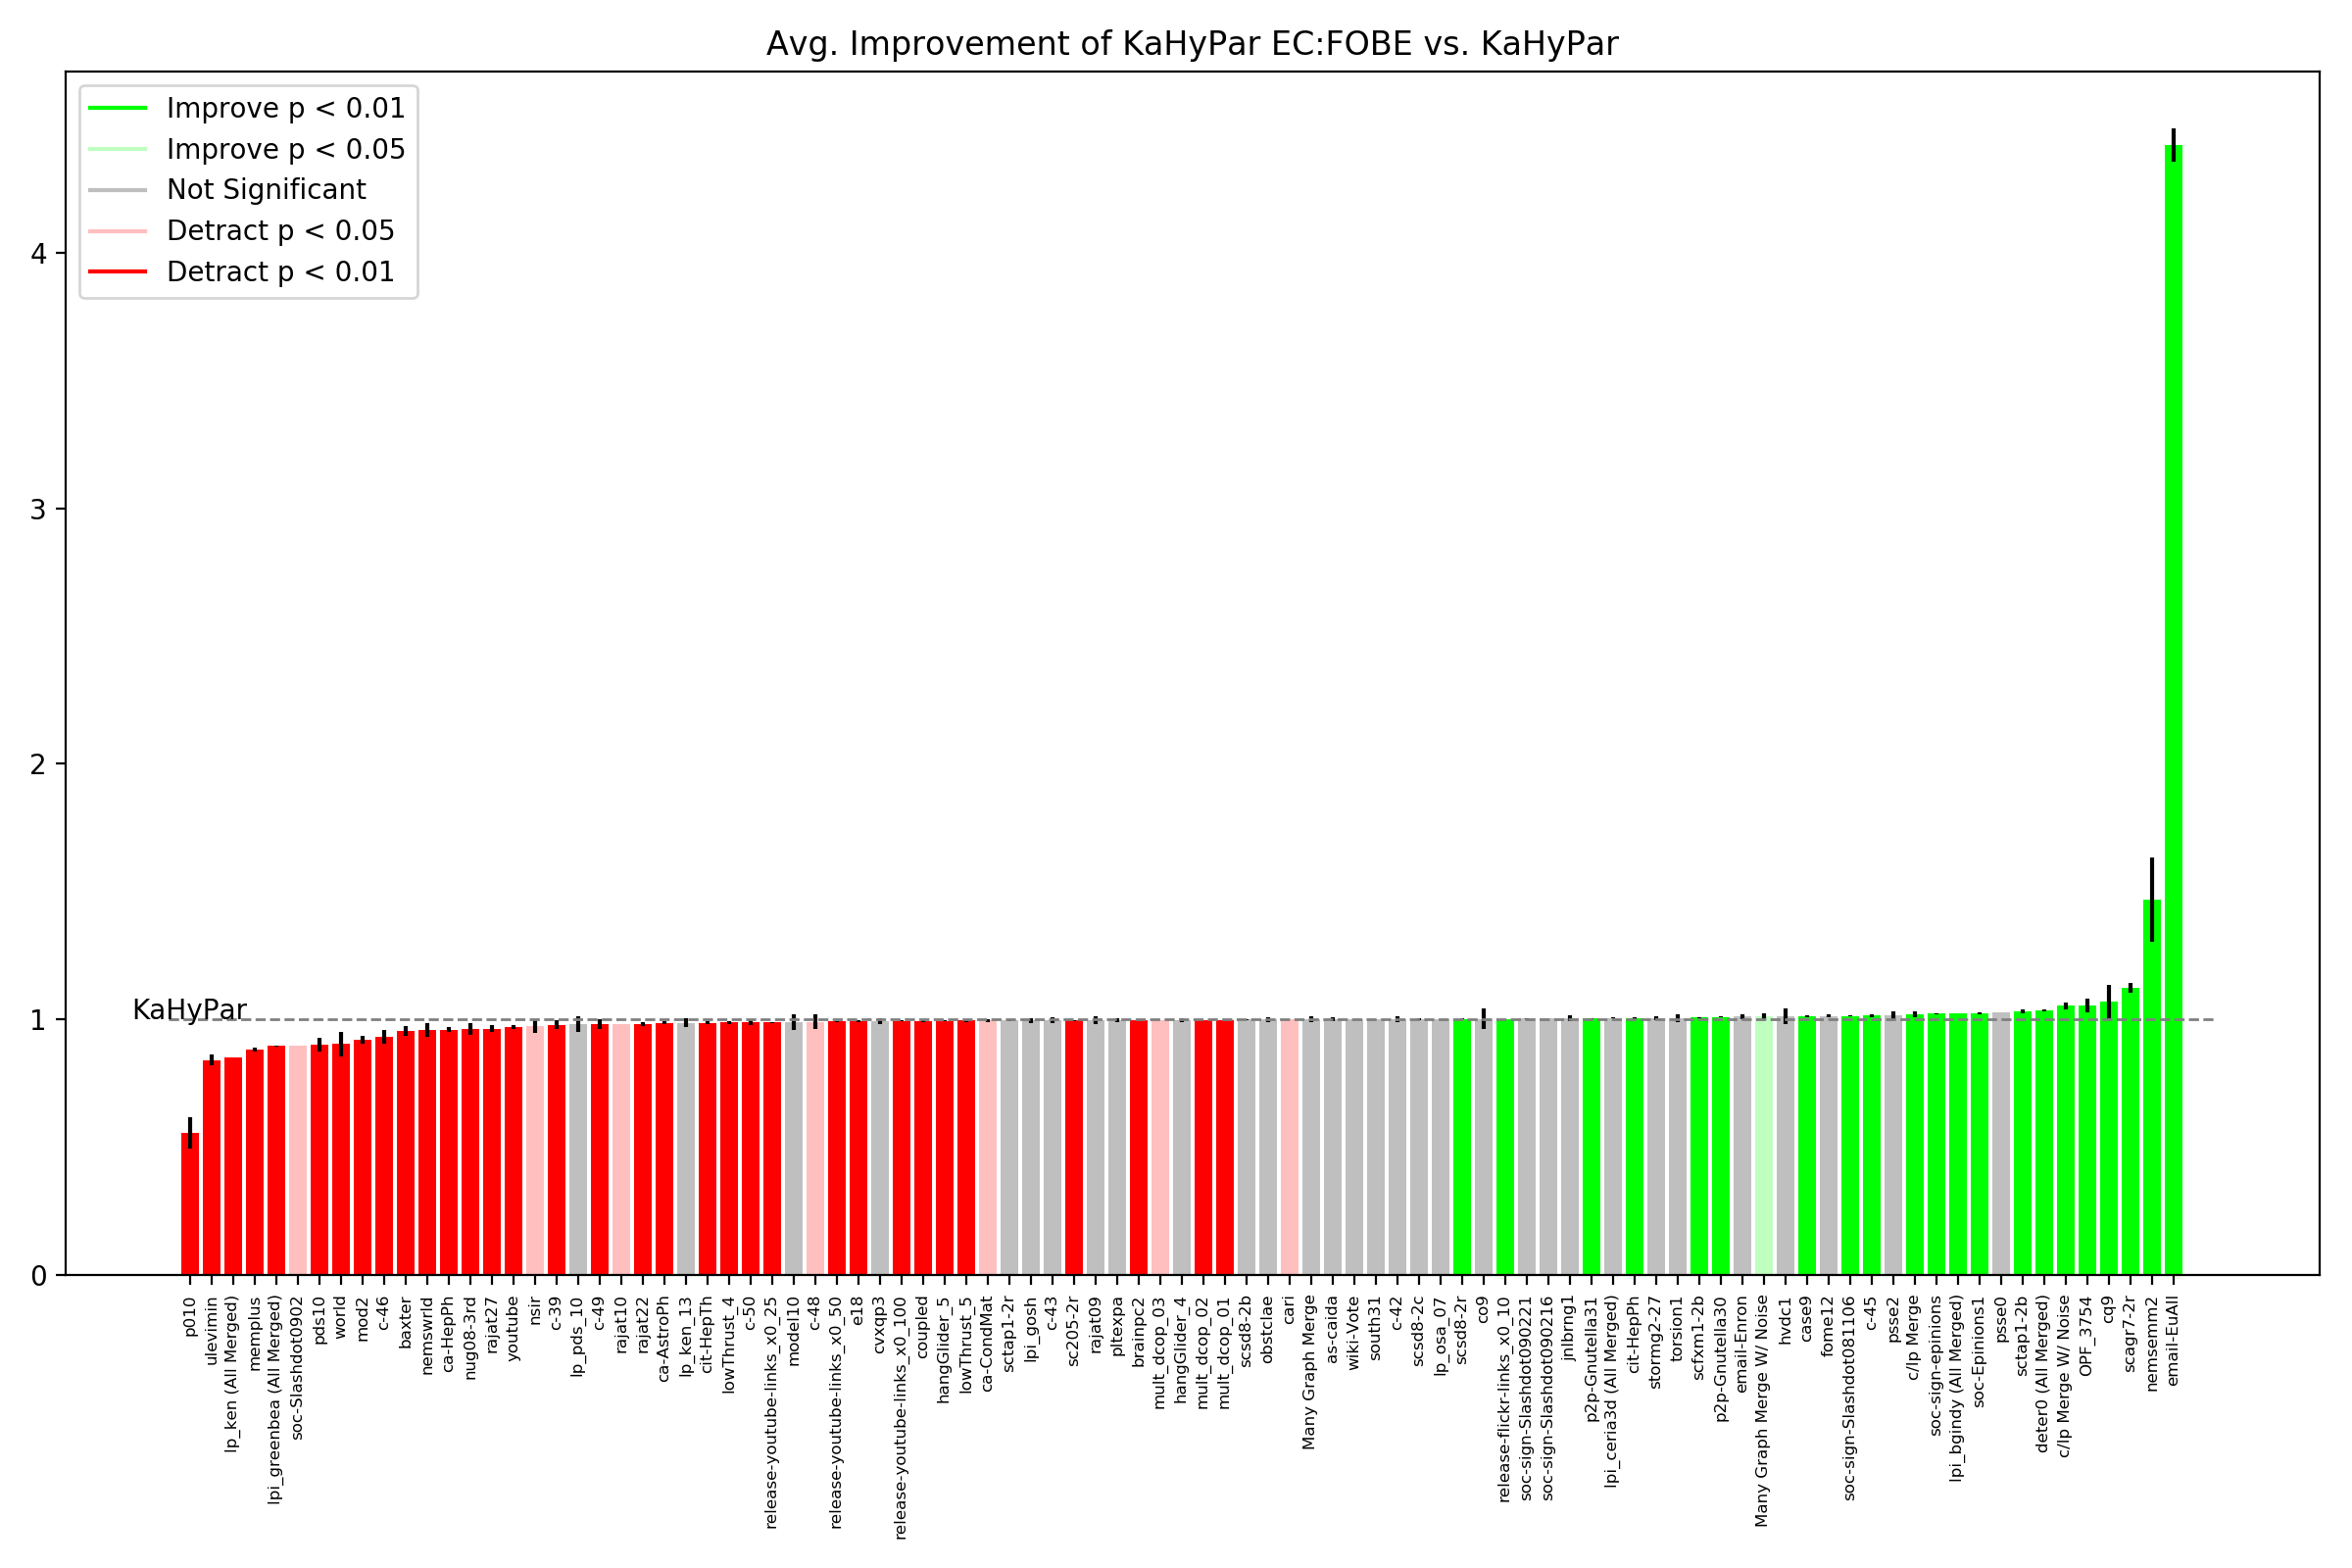 Avg. Improvement of KaHyPar EC:FOBE vs. KaHyPar
Improve p < 0.01
Improve p < 0.05
Not Significant
Detract p < 0.05
Detract p < 0.01
4
3
2
1
0
KaHyPar
p010
ulevimin
lp_ken (All Merged)
memplus
lpi_greenbea (All Merged)
soc-Slashdot0902
pds10
world
mod2
c-46
baxter
nemswrld
ca-HepPh
nug08-3rd
rajat27
youtube
nsir
c-39
lp_pds_10
c-49
rajat10
rajat22
ca-AstroPh
lp_ken_13
cit-HepTh
lowThrust_4
c-50
release-youtube-links_x0_25
model10
c-48
release-youtube-links_x0_50
e18
cvxqp3
release-youtube-links_x0_100
coupled
hangGlider_5
lowThrust_5
ca-CondMat
sctap1-2r
lpi_gosh
c-43
sc205-2r
rajat09
pltexpa
brainpc2
mult_dcop_03
hangGlider_4
mult_dcop_02
mult_dcop_01
scsd8-2b
obstclae
cari
Many Graph Merge
as-caida
wiki-Vote
south31
c-42
scsd8-2c
lp_osa_07
scsd8-2r
co9
release-flickr-links_x0_10
soc-sign-Slashdot090221
soc-sign-Slashdot090216
jnlbrng1
p2p-Gnutella31
lpi_ceria3d (All Merged)
cit-HepPh
stormg2-27
torsion1
scfxm1-2b
p2p-Gnutella30
email-Enron
Many Graph Merge W/ Noise
hvdc1
case9
fome12
soc-sign-Slashdot081106
c-45
psse2
c/lp Merge
soc-sign-epinions
lpi_bgindy (All Merged)
soc-Epinions1
psse0
sctap1-2b
deter0 (All Merged)
c/lp Merge W/ Noise
OPF_3754
cq9
scagr7-2r
nemsemm2
email-EuAll